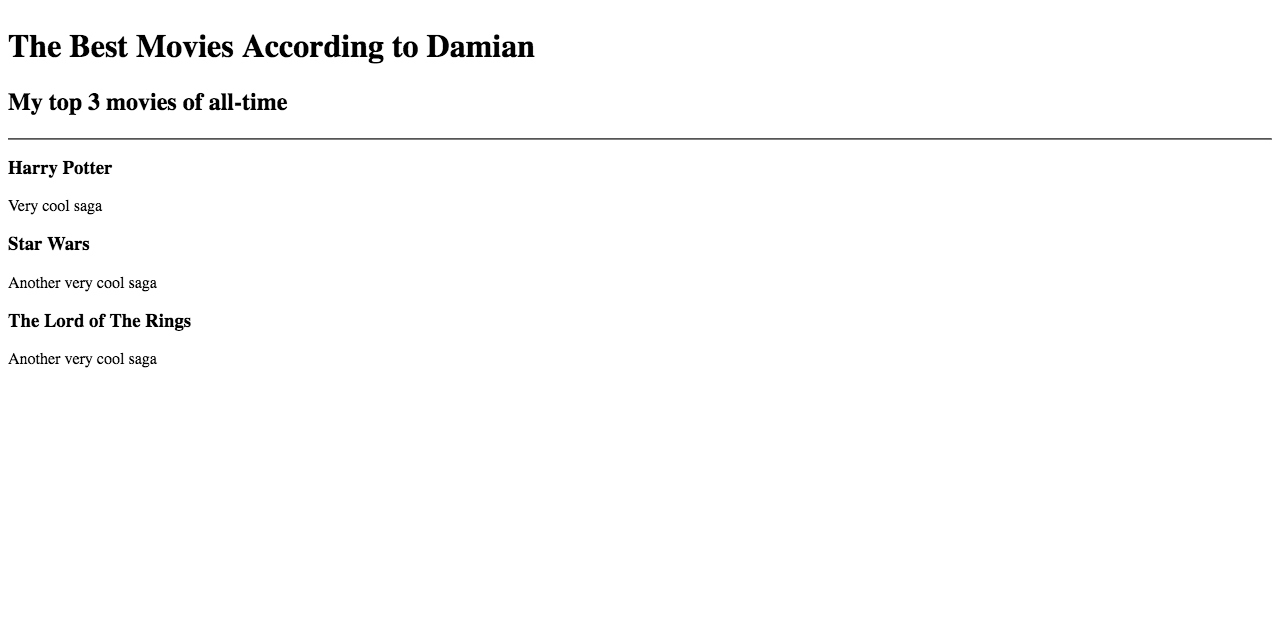 The Best Movies According to Damian
My top 3 movies of all-time
Harry Potter
Very cool saga
Star Wars
Another very cool saga
The Lord of The Rings
Another very cool saga